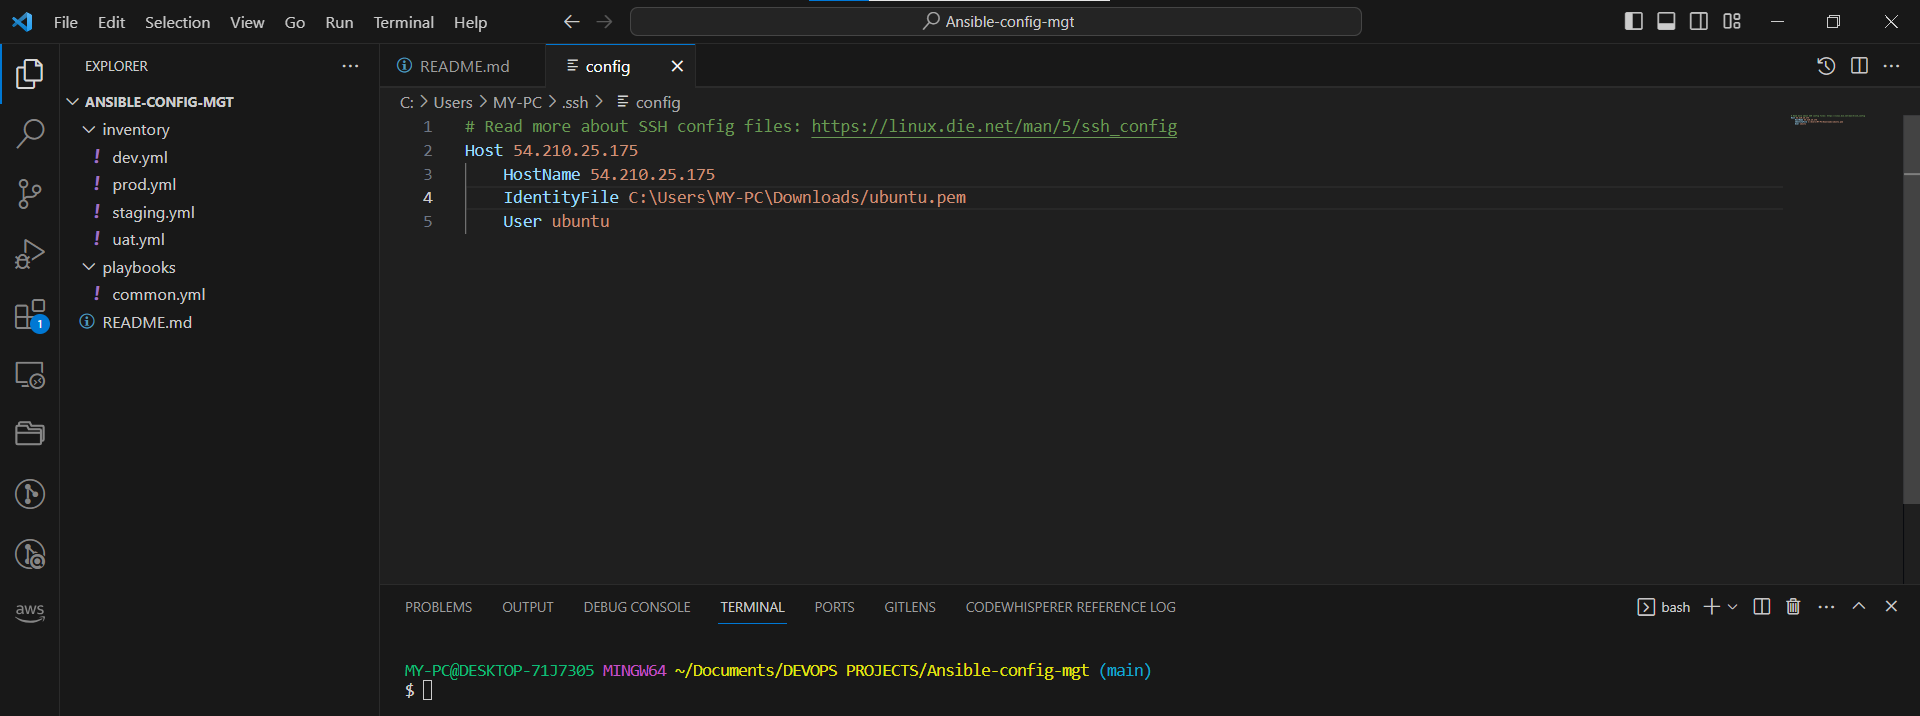 File Edit Selection View Go Run Terminal Help
Ansible-config-mgt
EXPLORER
ANSIBLE-CONFIG-MGT
inventory
! dev.yml
! prod.yml
! staging.yml
! uat.yml
playbooks
! common.yml
README.md
1
aws
README.md config
C: > Users > MY-PC > .ssh > config
1 # Read more about SSH config files: https://linux.die.net/man/5/ssh_config
2 Host 54.210.25.175
3 HostName 54.210.25.175
4 IdentityFile C:\Users\MY-PC\Downloads/ubuntu.pem
5 User ubuntu
PROBLEMS OUTPUT DEBUG CONSOLE TERMINAL PORTS GITLENS CODEWHISPERER REFERENCE LOG
bash
MY-PC@DESKTOP-71J7305 MINGW64 ~/Documents/DEVOPS PROJECTS/Ansible-config-mgt (main)
$